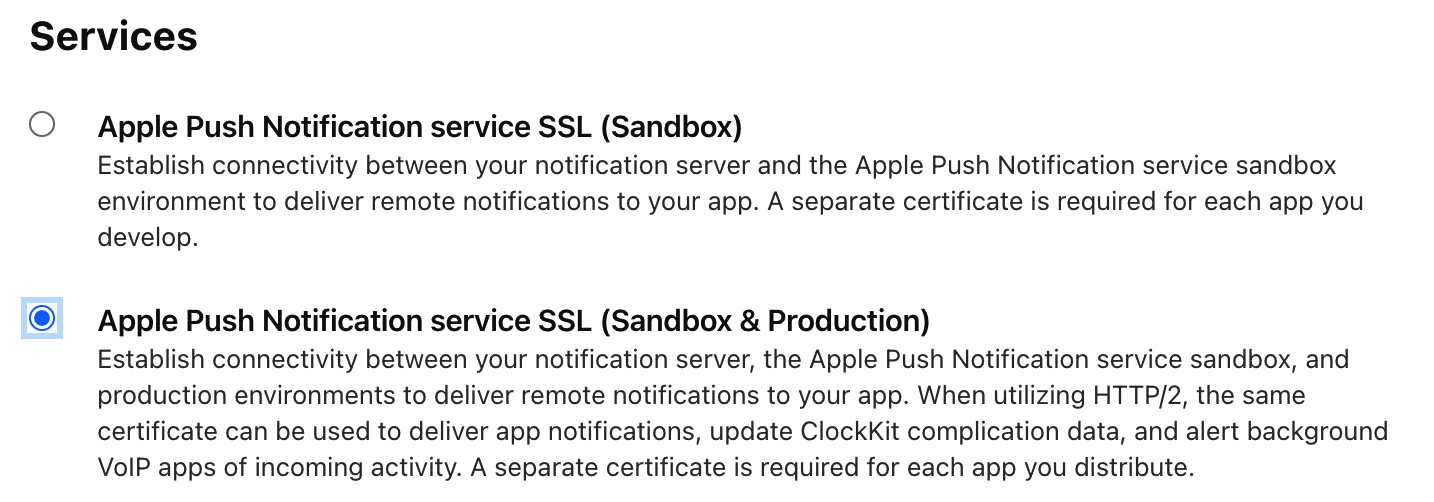 Services
Apple Push Notification service SSL (Sandbox)
Establish connectivity between your notification server and the Apple Push Notification service sandbox
environment to deliver remote notifications to your app. A separate certificate is required for each app you
develop.
Apple Push Notification service SSL (Sandbox & Production)
Establish connectivity between your notification server, the Apple Push Notification service sandbox, and
production environments to deliver remote notifications to your app. When utilizing HTTP/2, the same
certificate can be used to deliver app notifications, update ClockKit complication data, and alert background
VoIP apps of incoming activity. A separate certificate is required for each app you distribute.